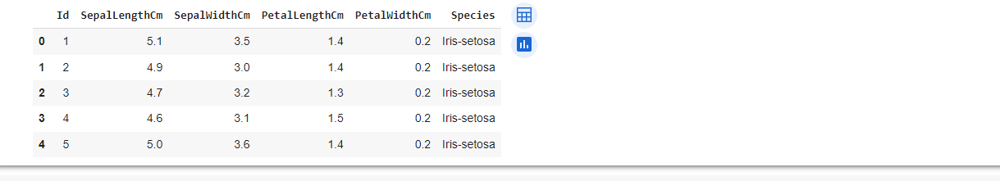 Id SepalLengthCm SepalWidthCm PetalLengthCm PetalWidthCm Species
0 1 5.1 3.5 1.4 0.2 Iris-setosa
1 2 4.9 3.0 1.4 0.2 Iris-setosa
2 3 4.7 3.2 1.3 0.2 Iris-setosa
3 4 4.6 3.1 1.5 0.2 Iris-setosa
4 5 5.0 3.6 1.4 0.2 Iris-setosa